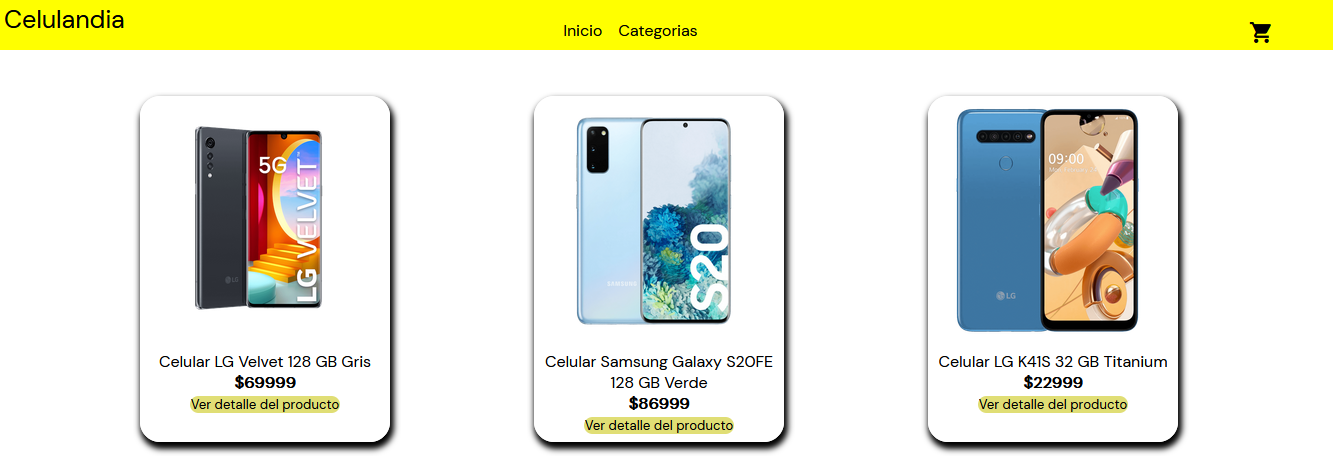 Celulandia
Inicio
Categorias
5G
LG VELVET
LG
Celular LG Velvet 128 GB Gris
$69999
Ver detalle del producto
SAMSUNG
S20
Celular Samsung Galaxy S20FE
128 GB Verde
$86999
Ver detalle del producto
09:00
LG
Celular LG K41S 32 GB Titanium
$22999
Ver detalle del producto